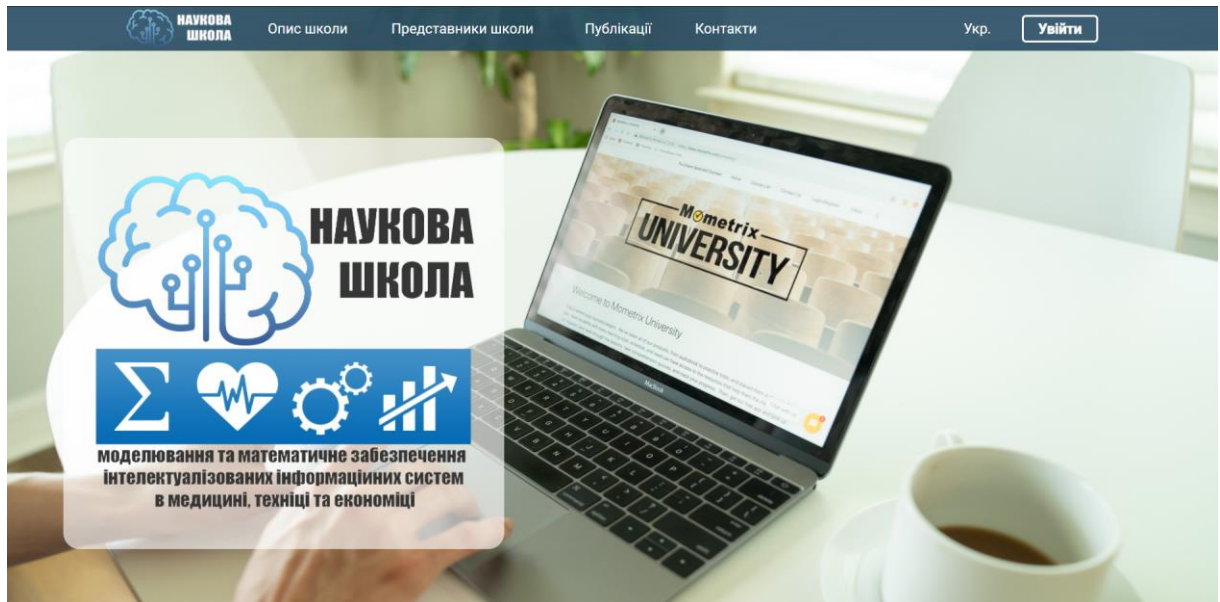 НАУКОВА
ШКОЛА
Опис школи
Представники школи
Публікації
Контакти
Укр.
Увійти
НАУКОВА
ШКОЛА
моделювання та математичне забезпечення
інтелектуалізованих інформаційних систем
в медицині, техніці та економіці
Mometrix
UNIVERSITY
Welcome to Mometrix University
MacBook